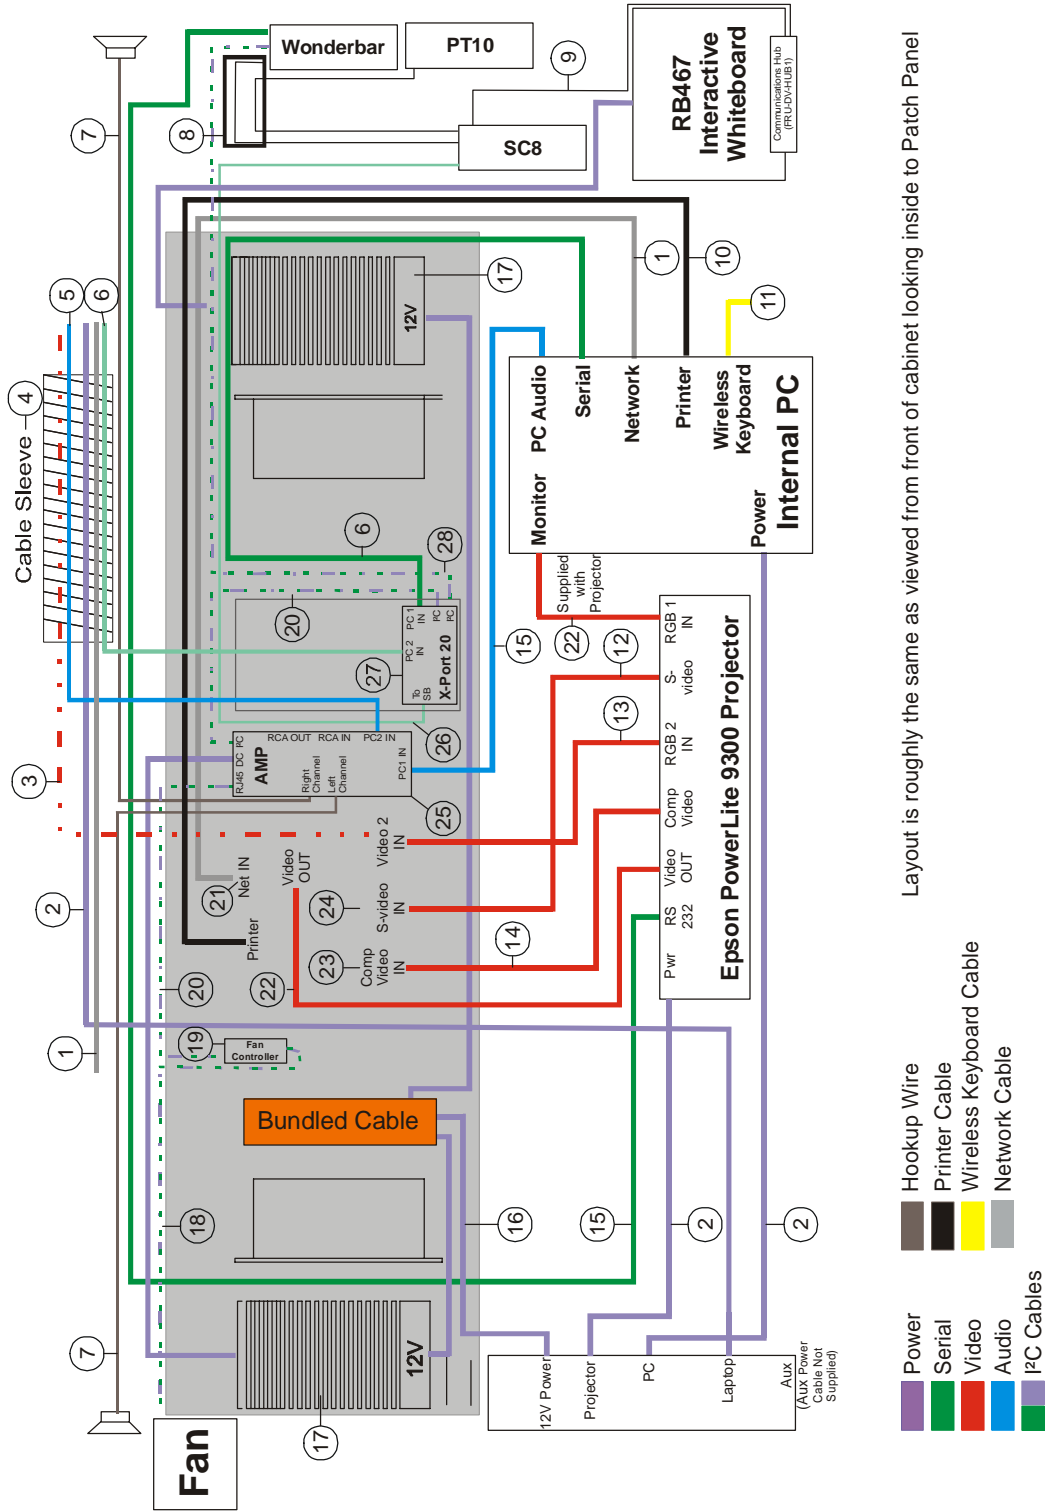 Fan
7
7
Cable Sleeve
4
5
6
1
2
3
Wonderbar
PT10
8
9
SC8
RB467
Interactive
Whiteboard
Communications Hub
(FRU-DV-HUB1)
18
20
19
Fan
Controller
Printer
21
Net IN
22
Video
OUT
23
Comp
Video
IN
24
S-video
IN
Video 2
IN
RJ45 DC I²C
AMP
RCA OUT RCA IN PC2 IN
Right
Channel
Left
Channel
PC1 IN
25
26
27
20
28
6
To
SB
PC 2
IN
PC 1
IN
I²C
I²C
X-Port 20
12V
17
12V
17
Bundled Cable
16
15
14
13
12
15
22
Supplied
with
Projector
1
10
11
Monitor
PC Audio
Serial
Network
Printer
Wireless
Keyboard
Power
Internal PC
Pwr
RS
232
Video
OUT
Comp
Video
RGB 2
IN
S-
video
RGB 1
IN
Epson PowerLite 9300 Projector
2
2
12V Power
Projector
PC
Laptop
Aux
(Aux Power
Cable Not
Supplied)
Power
Serial
Video
Audio
I²C Cables
Hookup Wire
Printer Cable
Wireless Keyboard Cable
Network Cable
Layout is roughly the same as viewed from front of cabinet looking inside to Patch Panel